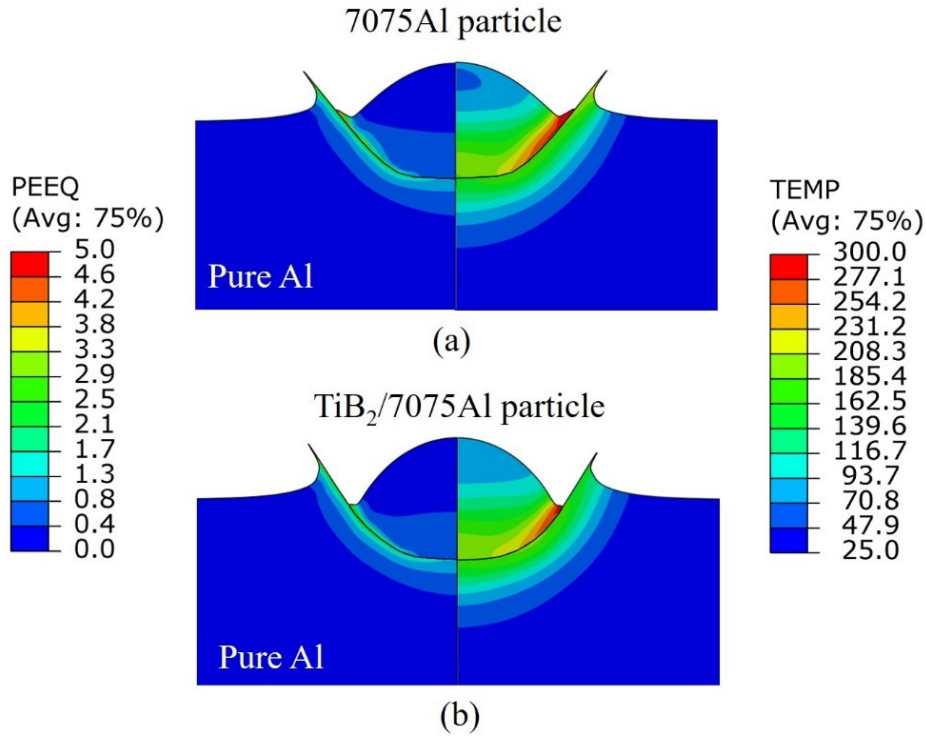 7075Al particle
PEEQ
(Avg: 75%)
5.0
4.6
4.2
3.8
3.3
2.9
2.5
2.1
1.7
1.3
0.8
0.4
0.0
Pure Al
TEMP
(Avg: 75%)
300.0
277.1
254.2
231.2
208.3
185.4
162.5
139.6
116.7
93.7
70.8
47.9
25.0
(a)
TiB₂/7075Al particle
Pure Al
(b)